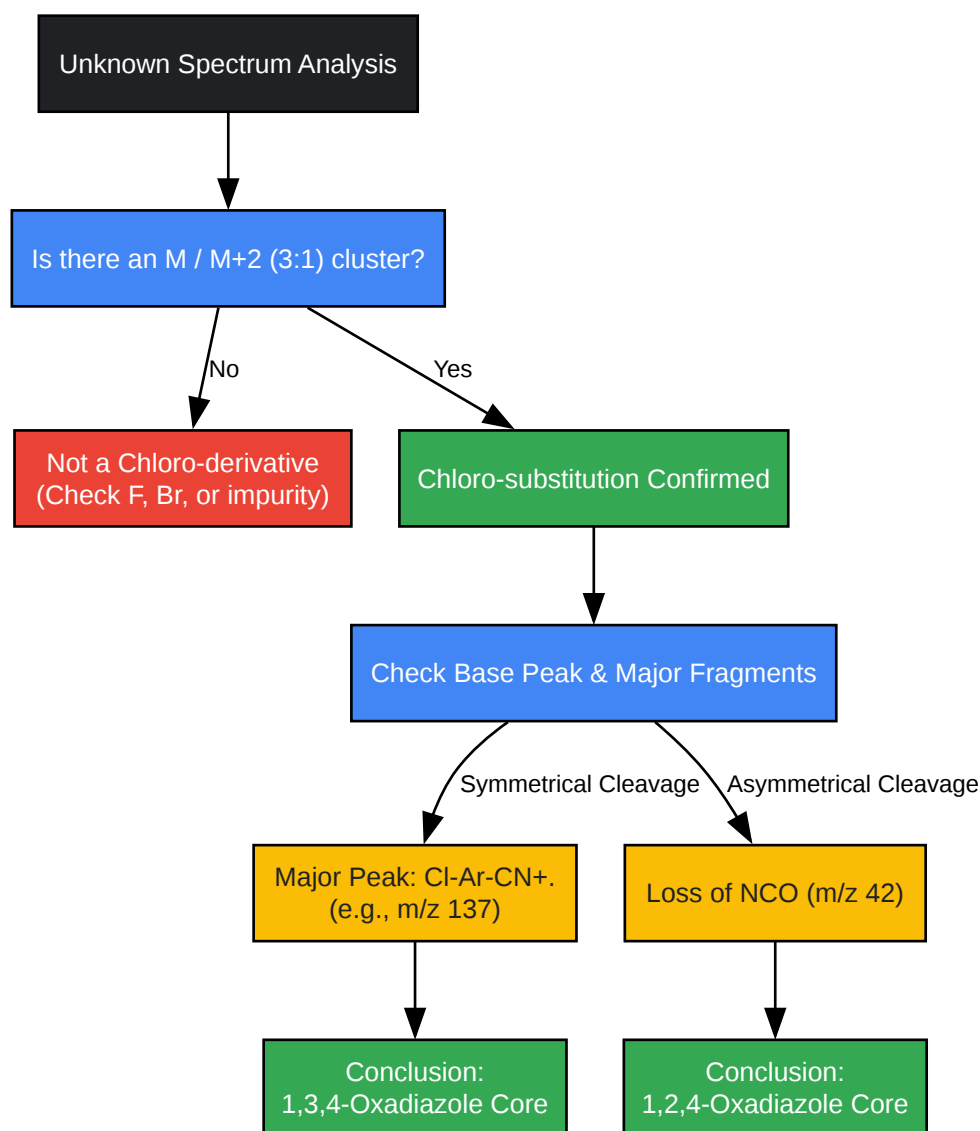 Unknown Spectrum Analysis
Is there an M / M+2 (3:1) cluster?
No
Yes
Not a Chloro-derivative
(Check F, Br, or impurity)
Chloro-substitution Confirmed
Check Base Peak & Major Fragments
Symmetrical Cleavage
Asymmetrical Cleavage
Major Peak: Cl-Ar-CN+.
(e.g., m/z 137)
Loss of NCO (m/z 42)
Conclusion:
1,3,4-Oxadiazole Core
Conclusion:
1,2,4-Oxadiazole Core